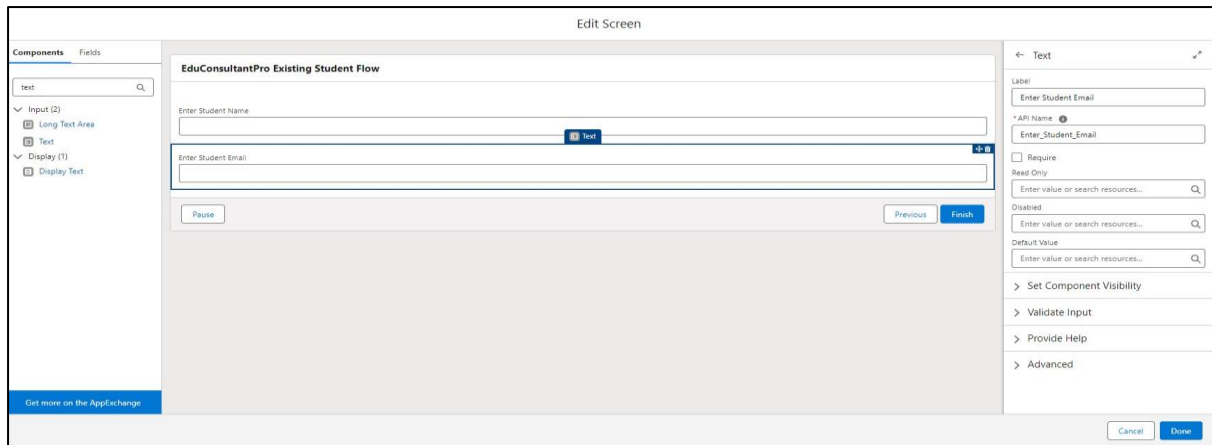 Edit Screen
Components Fields
text
Input (2)
Long Text Area
Text
Display (1)
Display Text
Get more on the AppExchange
EduConsultantPro Existing Student Flow
Enter Student Name
Text
Enter Student Email
Pause
Previous
Finish
Text
Label
Enter Student Email
*API Name
Enter_Student_Email
Require
Read Only
Enter value or search resources...
Disabled
Enter value or search resources...
Default Value
Enter value or search resources...
Set Component Visibility
Validate Input
Provide Help
Advanced
Cancel
Done